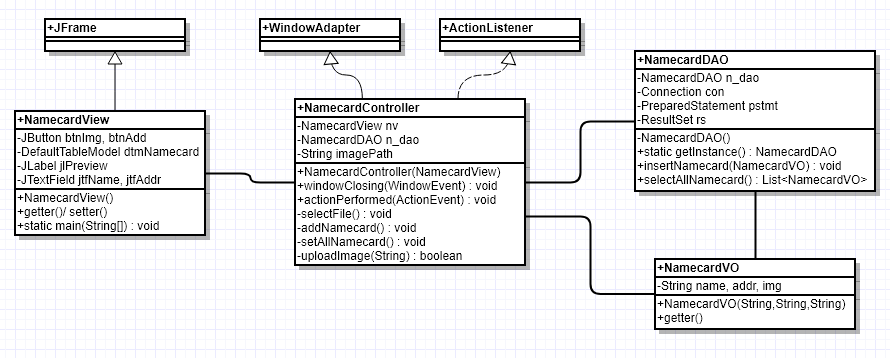 +JFrame
+WindowAdapter
+ActionListener
+NamecardView
-JButton btnImg, btnAdd
-DefaultTableModel dtmNamecard
-JLabel jlPreview
-JTextField jtfName, jtfAddr
+NamecardView()
+getter()/ setter()
+static main(String[]) : void
+NamecardController
-NamecardView nv
-NamecardDAO n_dao
-String imagePath
+NamecardController(NamecardView)
+windowClosing(WindowEvent) : void
+actionPerformed(ActionEvent) : void
-selectFile() : void
-addNamecard() : void
-setAllNamecard() : void
-uploadImage(String) : boolean
+NamecardDAO
-NamecardDAO n_dao
-Connection con
-PreparedStatement pstmt
-ResultSet rs
-NamecardDAO()
+static getInstance() : NamecardDAO
+insertNamecard(NamecardVO) : void
+selectAllNamecard() : List<NamecardVO>
+NamecardVO
-String name, addr, img
+NamecardVO(String,String,String)
+getter()